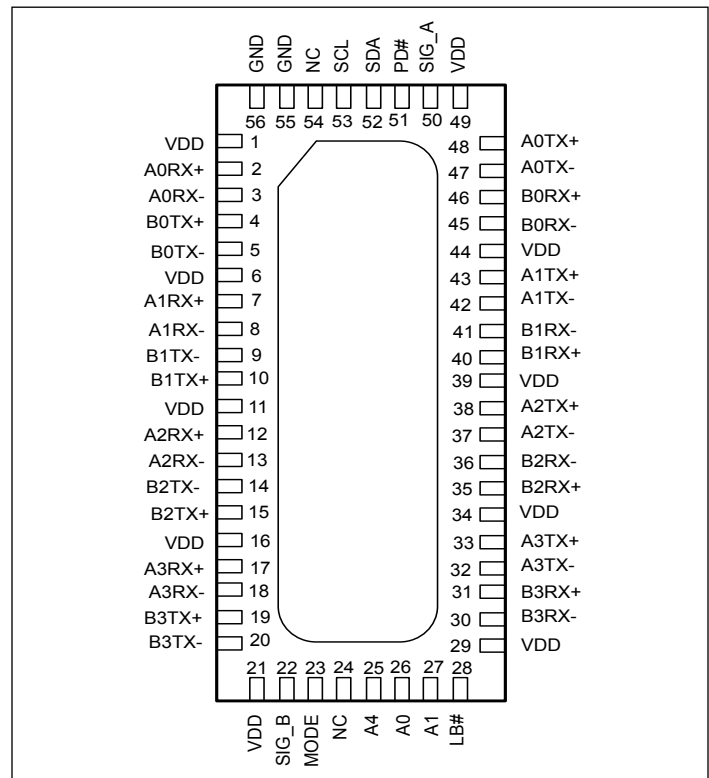 GND GND NC SCL SDA PD# SIG_A VDD
56 55 54 53 52 51 50 49
VDD 1 48 A0TX+
A0RX+ 2 47 A0TX-
A0RX- 3 46 B0RX+
B0TX+ 4 45 B0RX-
B0TX- 5 44 VDD
VDD 6 43 A1TX+
A1RX+ 7 42 A1TX-
A1RX- 8 41 B1RX-
B1TX- 9 40 B1RX+
B1TX+ 10 39 VDD
VDD 11 38 A2TX+
A2RX+ 12 37 A2TX-
A2RX- 13 36 B2RX-
B2TX- 14 35 B2RX+
B2TX+ 15 34 VDD
VDD 16 33 A3TX+
A3RX+ 17 32 A3TX-
A3RX- 18 31 B3RX+
B3TX+ 19 30 B3RX-
B3TX- 20 29 VDD
21 22 23 24 25 26 27 28
VDD SIG_B MODE NC A4 A0 A1 LB#